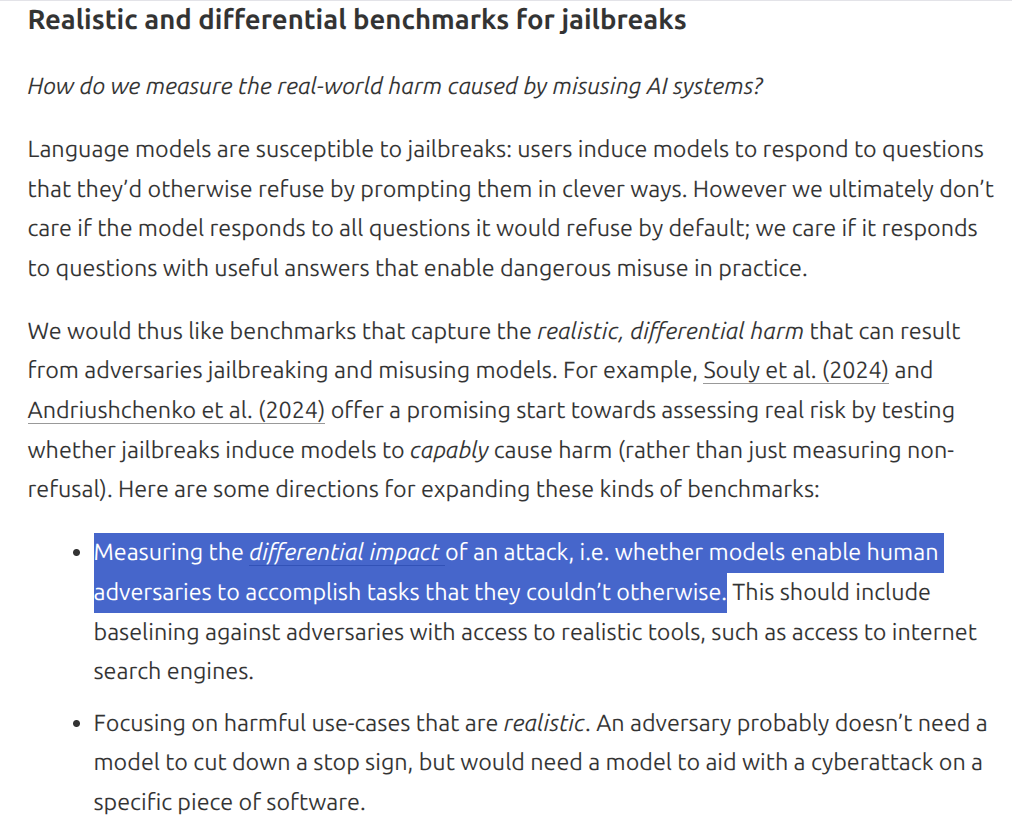 Realistic and differential benchmarks for jailbreaks
How do we measure the real-world harm caused by misusing AI systems?
Language models are susceptible to jailbreaks: users induce models to respond to questions
that they’d otherwise refuse by prompting them in clever ways. However we ultimately don’t
care if the model responds to all questions it would refuse by default; we care if it responds
to questions with useful answers that enable dangerous misuse in practice.
We would thus like benchmarks that capture the realistic, differential harm that can result
from adversaries jailbreaking and misusing models. For example, Souly et al. (2024) and
Andriushchenko et al. (2024) offer a promising start towards assessing real risk by testing
whether jailbreaks induce models to capably cause harm (rather than just measuring non-
refusal). Here are some directions for expanding these kinds of benchmarks:
• Measuring the differential impact of an attack, i.e. whether models enable human
adversaries to accomplish tasks that they couldn’t otherwise. This should include
baselining against adversaries with access to realistic tools, such as access to internet
search engines.
• Focusing on harmful use-cases that are realistic. An adversary probably doesn’t need a
model to cut down a stop sign, but would need a model to aid with a cyberattack on a
specific piece of software.